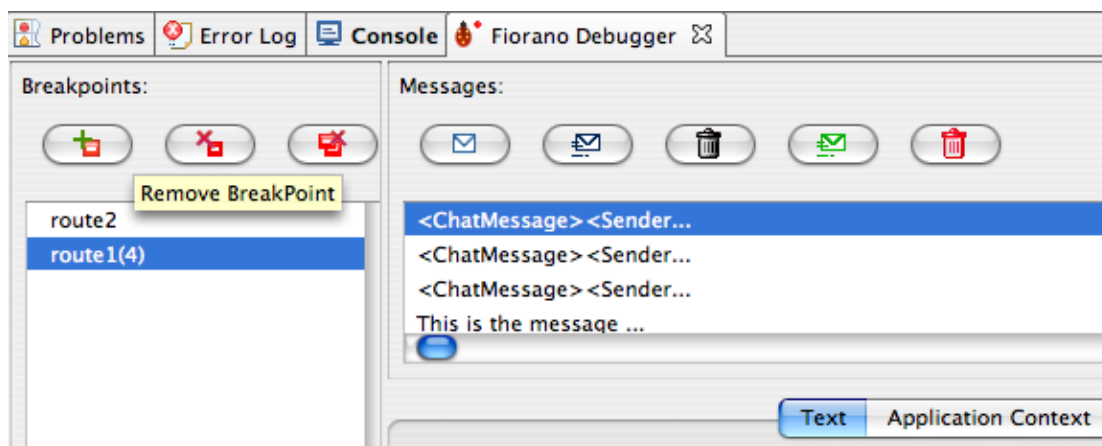 Problems Error Log Console Fiorano Debugger
Breakpoints:
Messages:
Remove BreakPoint
route2
route1(4)
<ChatMessage><Sender...
<ChatMessage><Sender...
<ChatMessage><Sender...
This is the message ...
Text Application Context